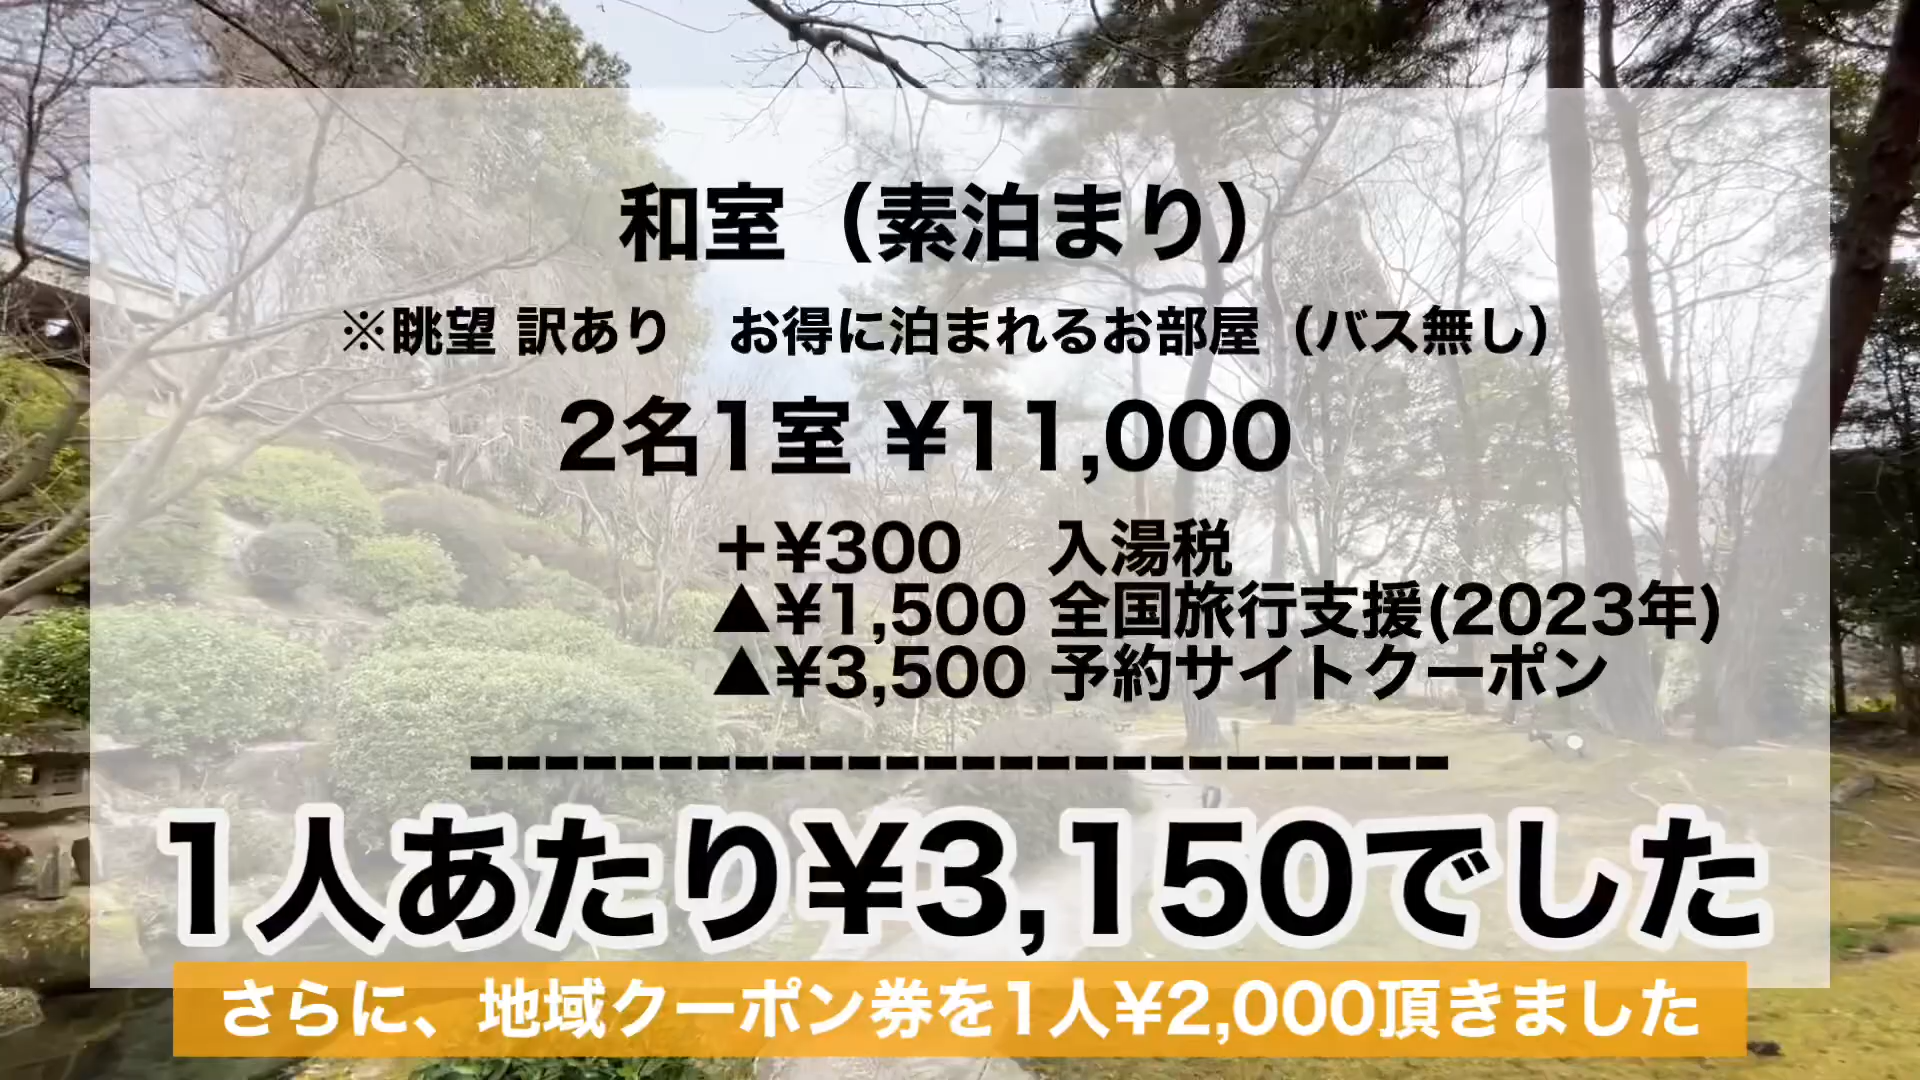 和室（素泊まり）
※眺望 訳あり　お得に泊まれるお部屋（バス無し）
2名1室 ¥11,000
＋¥300　入湯税
▲¥1,500 全国旅行支援(2023年)
▲¥3,500 予約サイトクーポン
--------------------------
1人あたり¥3,150でした
さらに、地域クーポン券を1人¥2,000頂きました